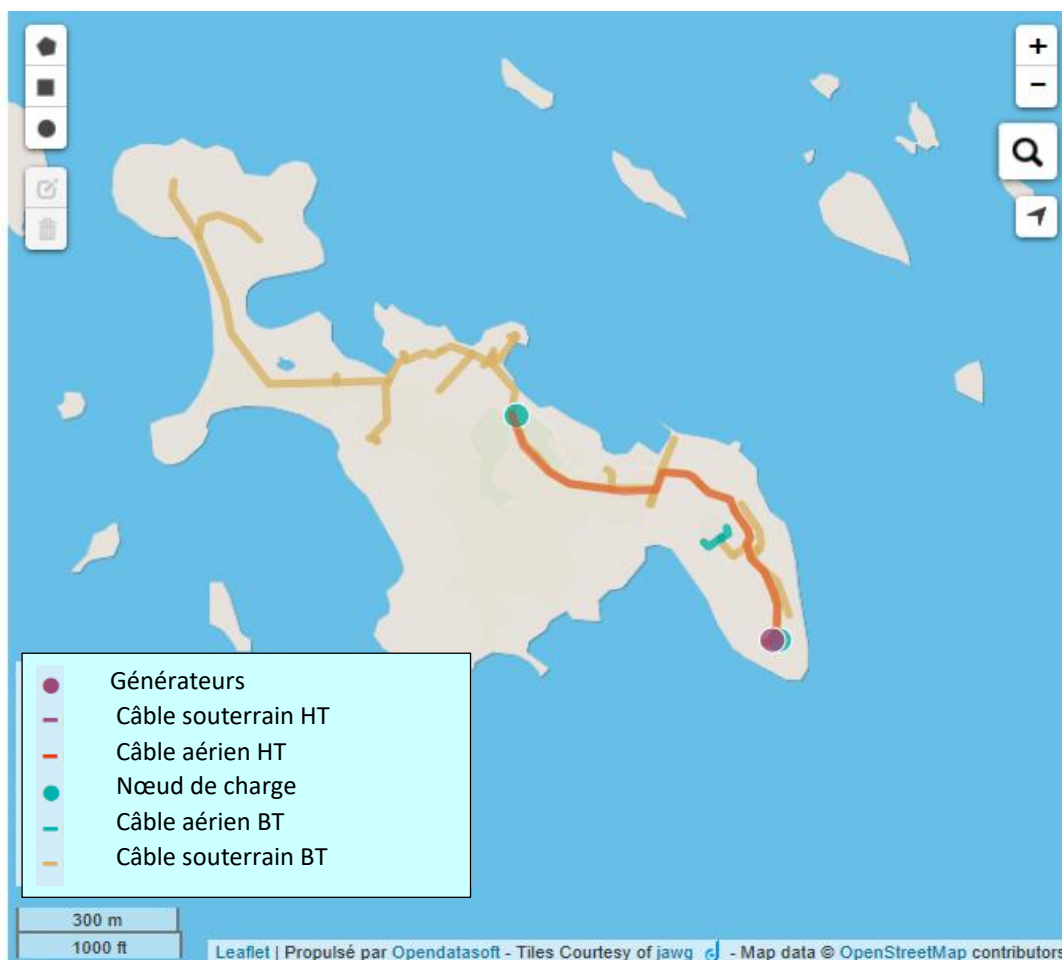 +
−
Générateurs
Câble souterrain HT
Câble aérien HT
Nœud de charge
Câble aérien BT
Câble souterrain BT
300 m
1000 ft
Leaflet | Propulsé par Opendatasoft - Tiles Courtesy of jawg - Map data © OpenStreetMap contributors